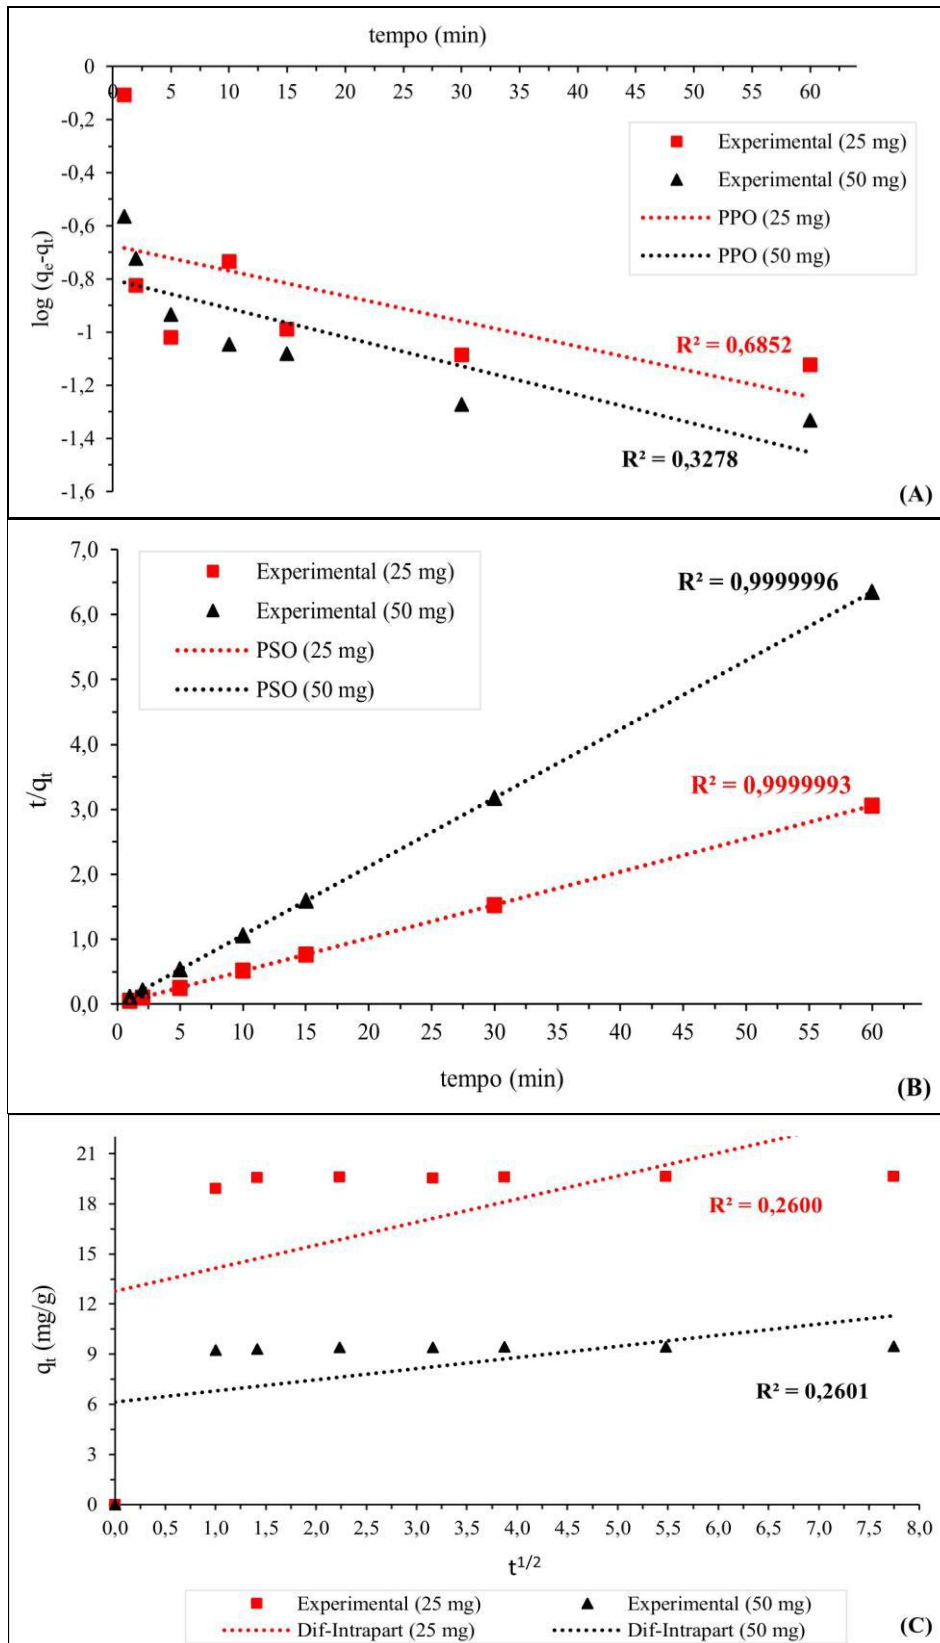 tempo (min)
0
0 5 10 15 20 25 30 35 40 45 50 55 60
-0,2
-0,4
-0,6
-0,8
-1
-1,2
-1,4
-1,6
log (qe-qt)
Experimental (25 mg)
Experimental (50 mg)
PPO (25 mg)
PPO (50 mg)
R² = 0,6852
R² = 0,3278
(A)
7,0
6,0
5,0
4,0
3,0
2,0
1,0
0,0
t/qt
Experimental (25 mg)
Experimental (50 mg)
PSO (25 mg)
PSO (50 mg)
R² = 0,9999996
R² = 0,9999993
0 5 10 15 20 25 30 35 40 45 50 55 60
tempo (min)
(B)
21
18
15
12
9
6
3
0
qt (mg/g)
R² = 0,2600
R² = 0,2601
0,0 0,5 1,0 1,5 2,0 2,5 3,0 3,5 4,0 4,5 5,0 5,5 6,0 6,5 7,0 7,5 8,0
t1/2
Experimental (25 mg) Experimental (50 mg)
Dif-Intrapart (25 mg) Dif-Intrapart (50 mg)
(C)